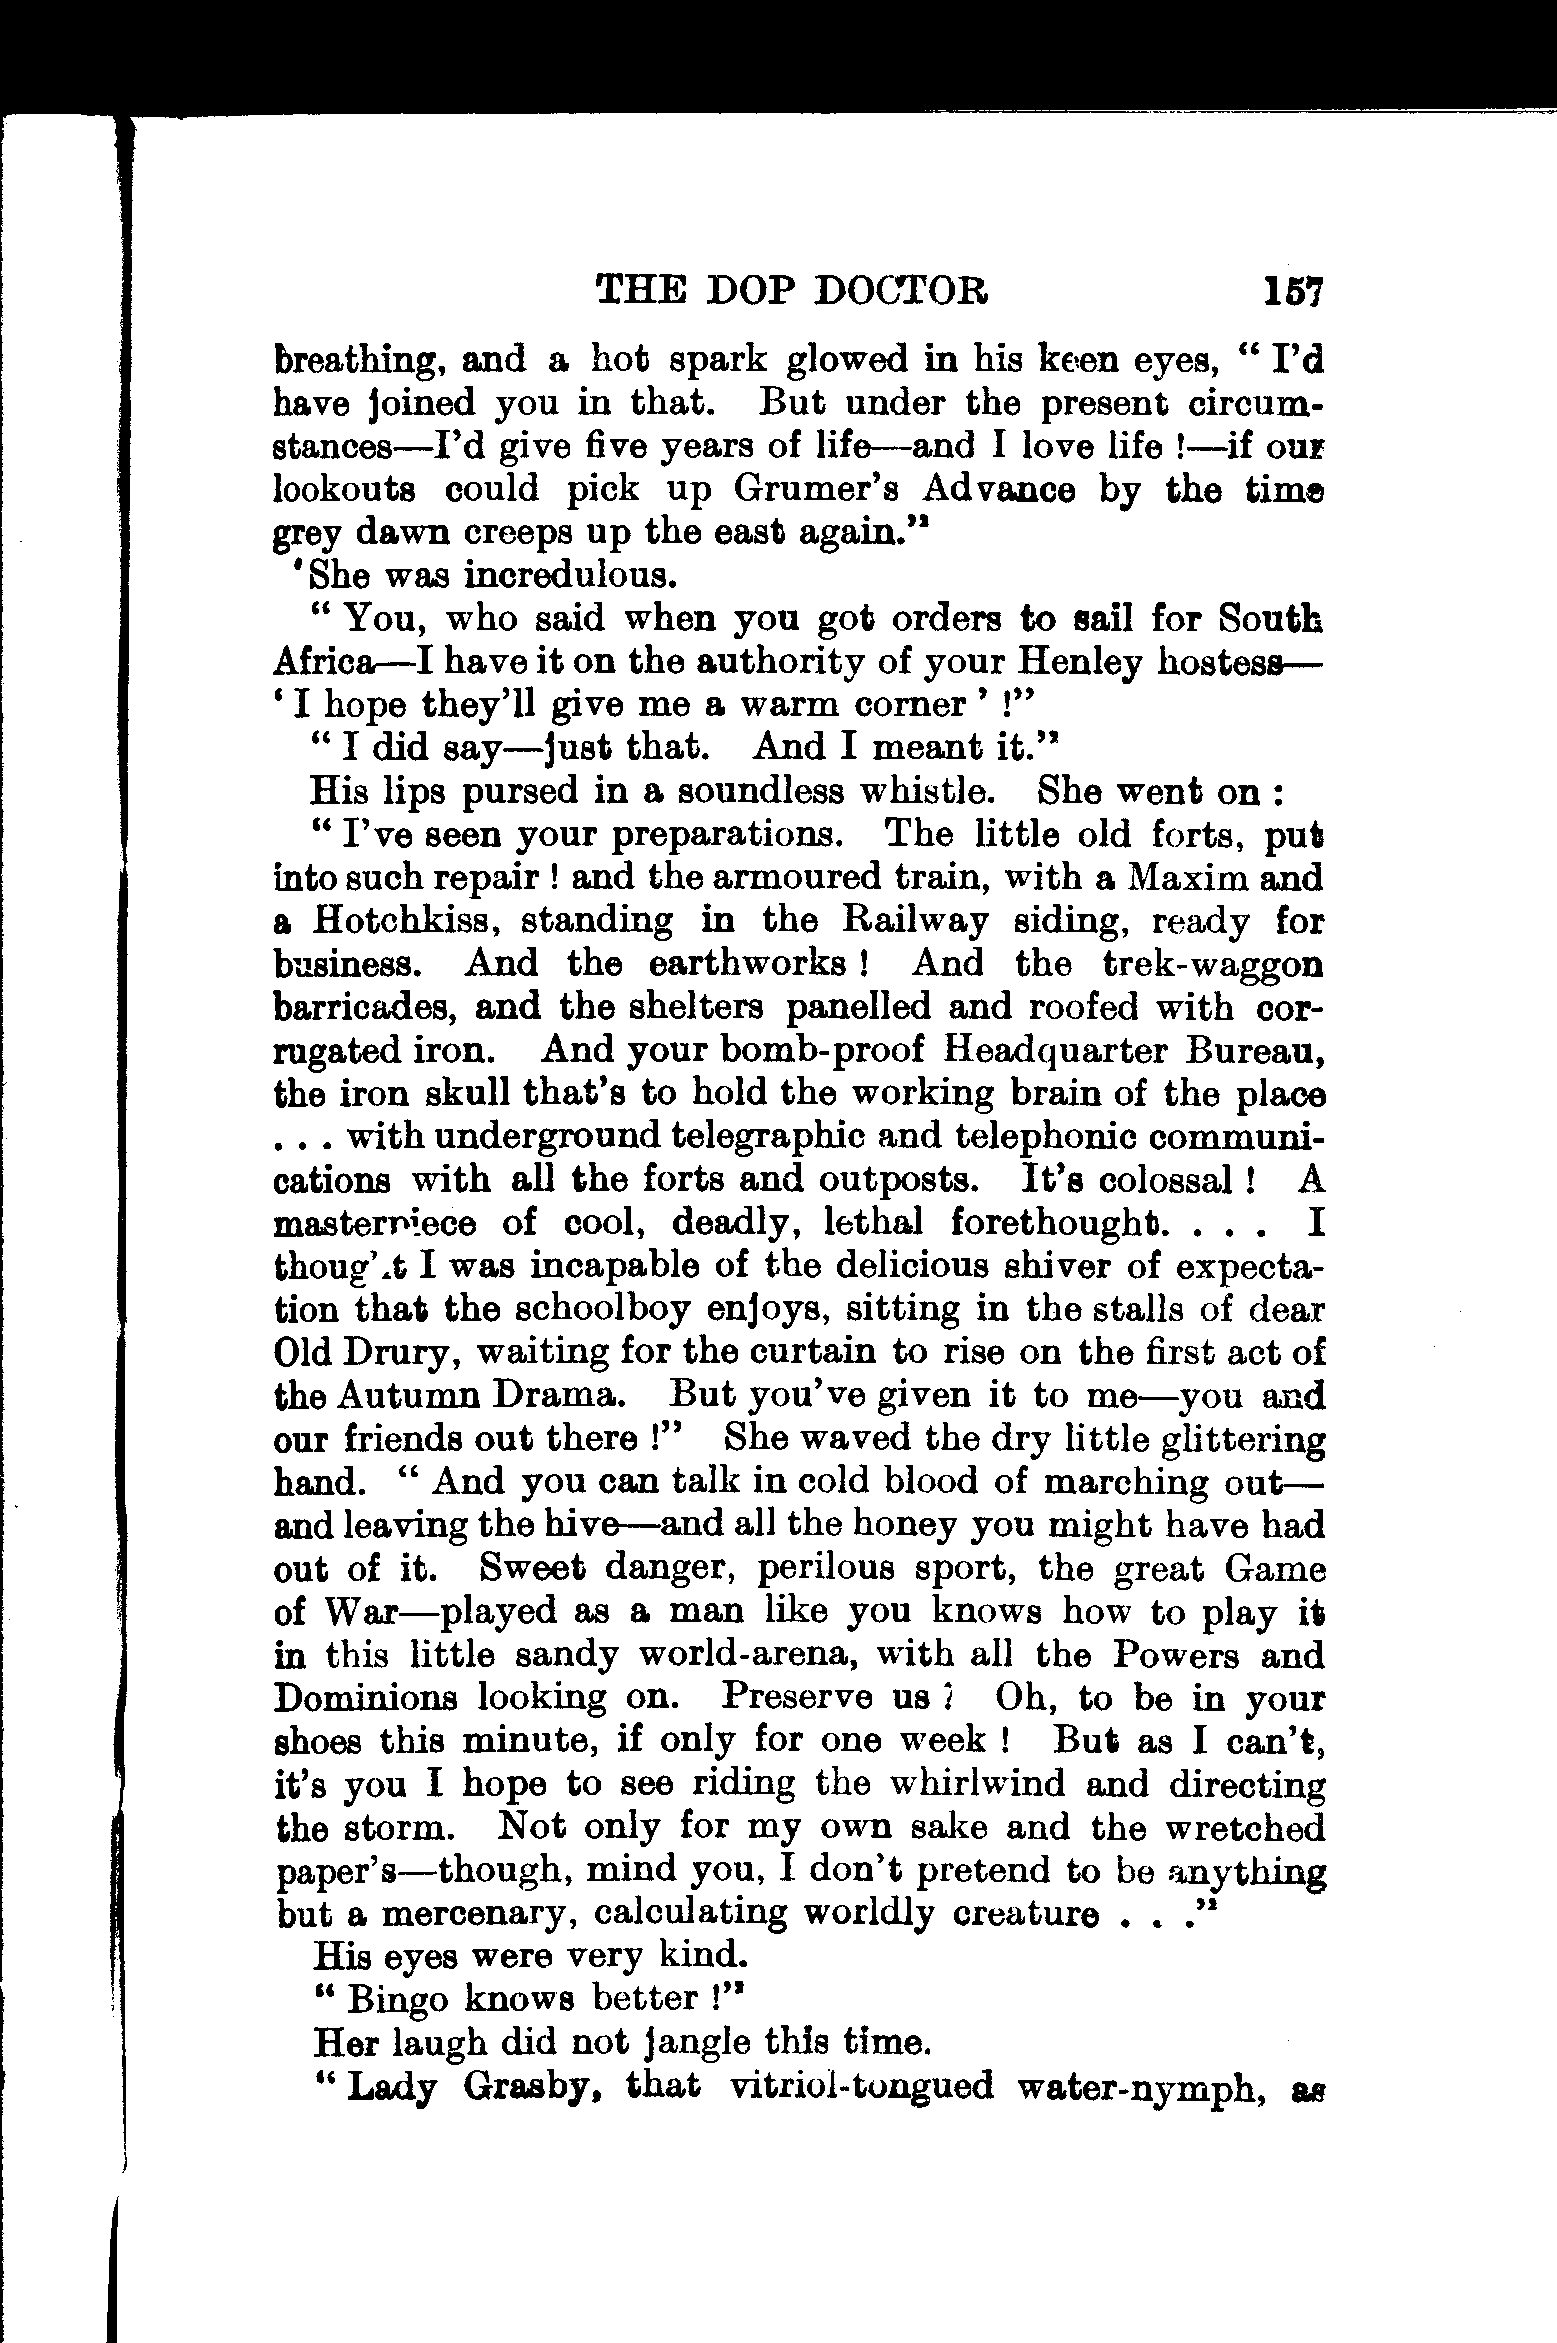 THE DOP DOCTOR 157
breathing, and a hot spark glowed in his keen eyes, “ I’d
have joined you in that. But under the present circum-
stances—I’d give five years of life—and I love life !—if our
lookouts could pick up Grumer’s Advance by the time
grey dawn creeps up the east again.”
She was incredulous.
“ You, who said when you got orders to sail for South
Africa—I have it on the authority of your Henley hostess—
‘ I hope they’ll give me a warm corner ’ !”
“ I did say—just that. And I meant it.”
His lips pursed in a soundless whistle. She went on :
“ I’ve seen your preparations. The little old forts, put
into such repair ! and the armoured train, with a Maxim and
a Hotchkiss, standing in the Railway siding, ready for
business. And the earthworks ! And the trek-waggon
barricades, and the shelters panelled and roofed with cor-
rugated iron. And your bomb-proof Headquarter Bureau,
the iron skull that’s to hold the working brain of the place
. . . with underground telegraphic and telephonic communi-
cations with all the forts and outposts. It’s colossal ! A
masterpiece of cool, deadly, lethal forethought. . . . I
thought I was incapable of the delicious shiver of expecta-
tion that the schoolboy enjoys, sitting in the stalls of dear
Old Drury, waiting for the curtain to rise on the first act of
the Autumn Drama. But you’ve given it to me—you and
our friends out there !” She waved the dry little glittering
hand. “ And you can talk in cold blood of marching out—
and leaving the hive—and all the honey you might have had
out of it. Sweet danger, perilous sport, the great Game
of War—played as a man like you knows how to play it
in this little sandy world-arena, with all the Powers and
Dominions looking on. Preserve us ? Oh, to be in your
shoes this minute, if only for one week ! But as I can’t,
it’s you I hope to see riding the whirlwind and directing
the storm. Not only for my own sake and the wretched
paper’s—though, mind you, I don’t pretend to be anything
but a mercenary, calculating worldly creature . . .”
His eyes were very kind.
“ Bingo knows better !”
Her laugh did not jangle this time.
“ Lady Grasby, that vitriol-tongued water-nymph, as